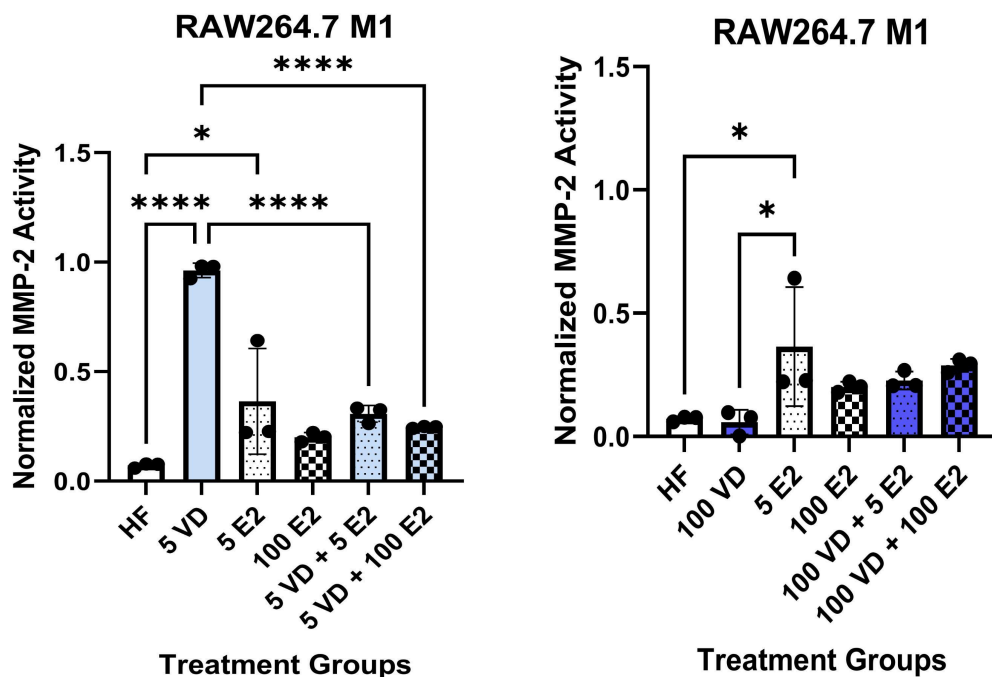 RAW264.7 M1
****
*
**** ****
Normalized MMP-2 Activity
1.5
1.0
0.5
0.0
HF
5 VD
5 E2
100 E2
5 VD + 5 E2
5 VD + 100 E2
Treatment Groups
RAW264.7 M1
*
*
Normalized MMP-2 Activity
1.5
1.0
0.5
0.0
HF
100 VD
5 E2
100 E2
100 VD + 5 E2
100 VD + 100 E2
Treatment Groups